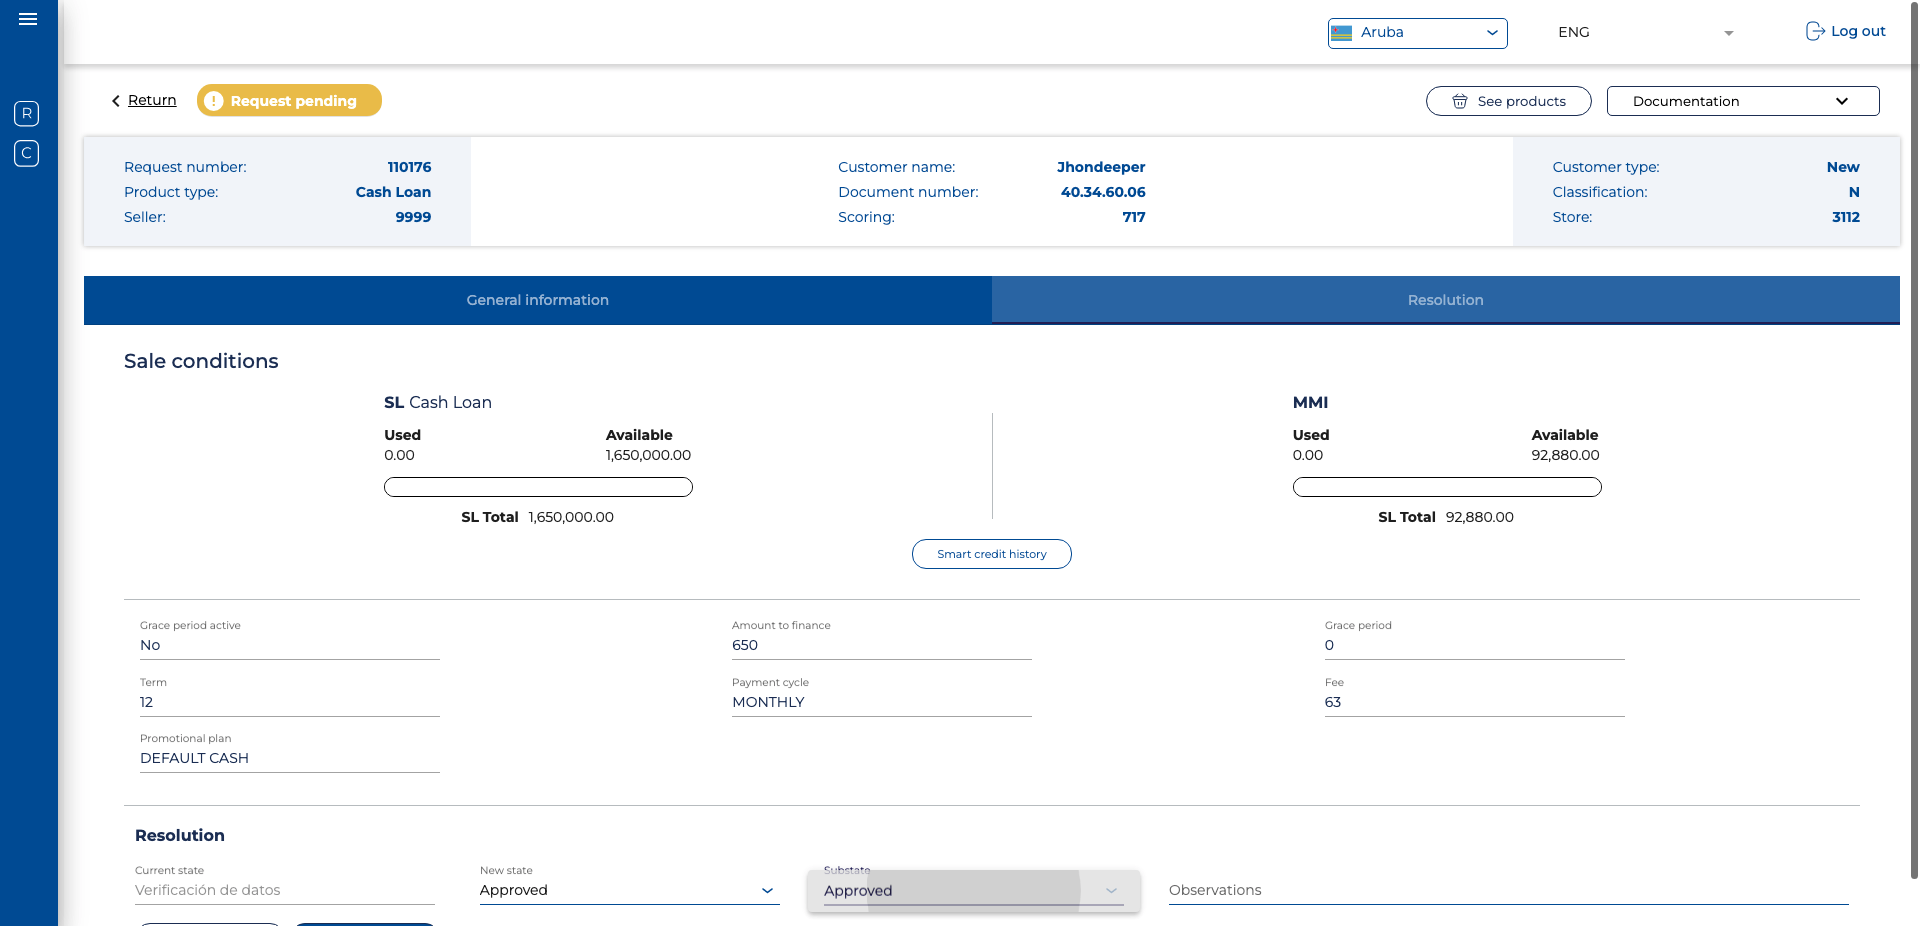 Aruba
ENG
Log out
R
C
Return
Request pending
See products
Documentation
Request number: 110176
Product type: Cash Loan
Seller: 9999
Customer name: Jhondeeper
Document number: 40.34.60.06
Scoring: 717
Customer type: New
Classification: N
Store: 3112
General information
Resolution
Sale conditions
SL Cash Loan
Used Available
0.00 1,650,000.00
SL Total 1,650,000.00
MMI
Used Available
0.00 92,880.00
SL Total 92,880.00
Smart credit history
Grace period active
No
Amount to finance
650
Grace period
0
Term
12
Payment cycle
MONTHLY
Fee
63
Promotional plan
DEFAULT CASH
Resolution
Current state
Verificación de datos
New state
Approved
Substate
Approved
Observations